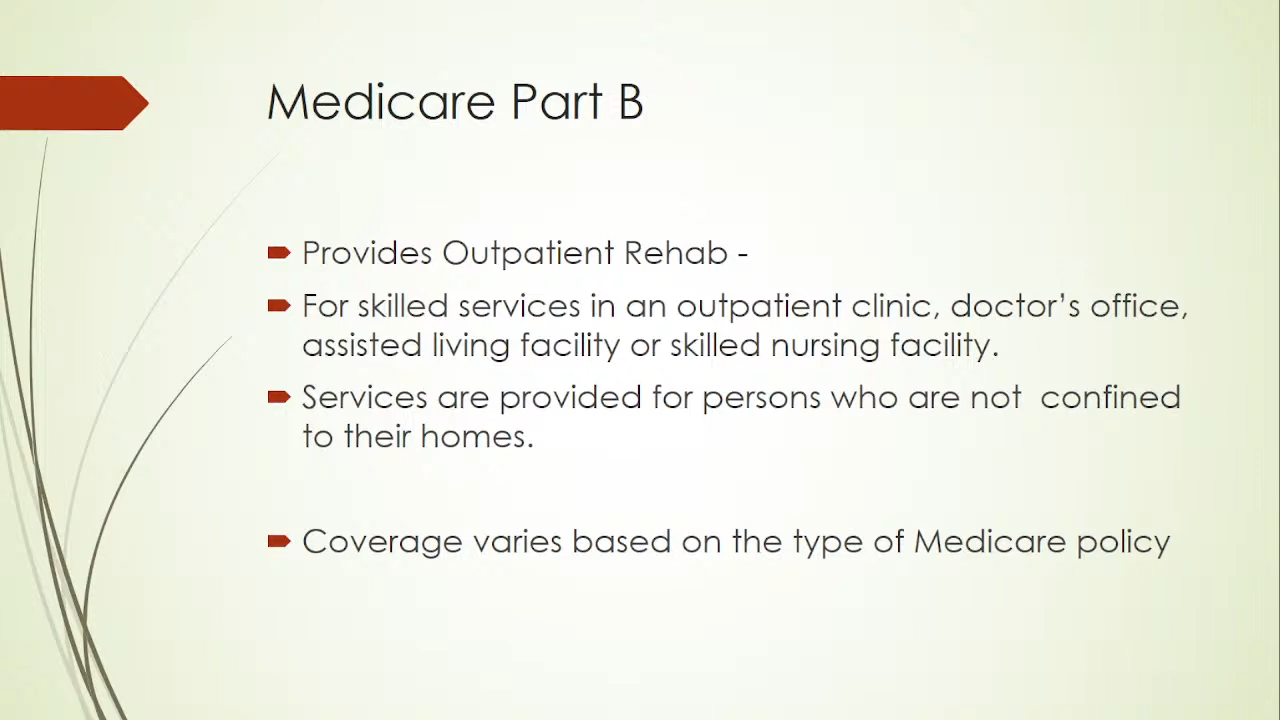 Medicare Part B
Provides Outpatient Rehab -
For skilled services in an outpatient clinic, doctor’s office,
assisted living facility or skilled nursing facility.
Services are provided for persons who are not  confined
to their homes.
Coverage varies based on the type of Medicare policy